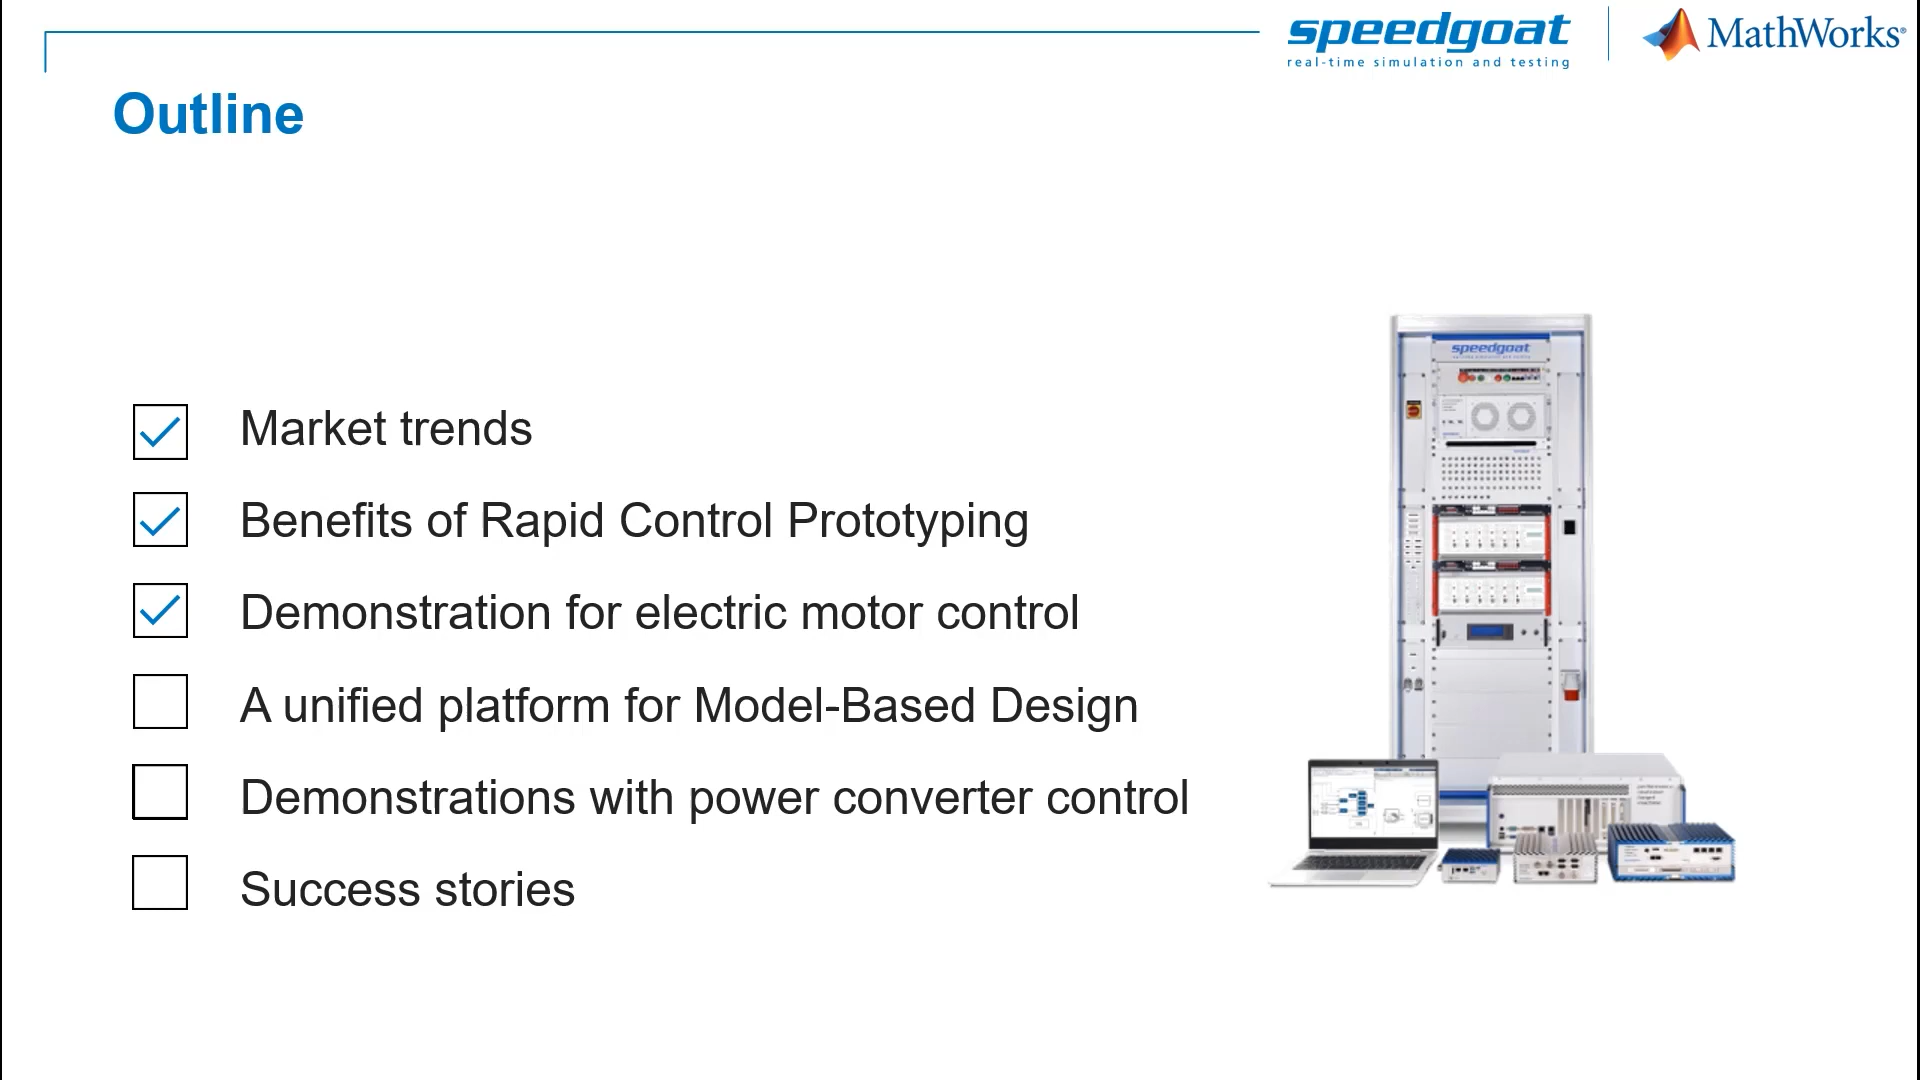 speedgoat
real-time simulation and testing
MathWorks®
Outline
Market trends
Benefits of Rapid Control Prototyping
Demonstration for electric motor control
A unified platform for Model-Based Design
Demonstrations with power converter control
Success stories
speedgoat